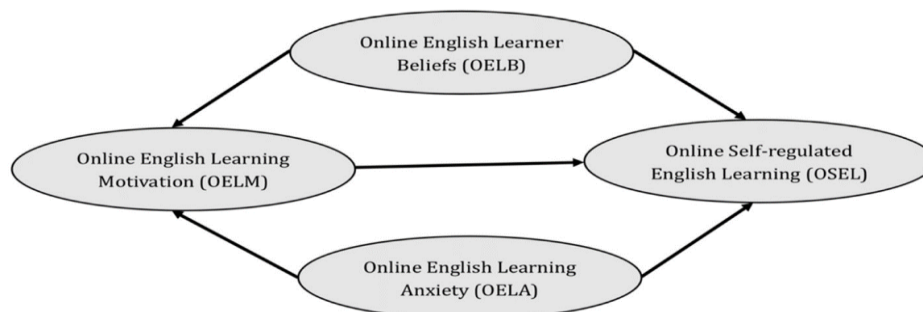 Online English Learner
Beliefs (OELB)
Online English Learning
Motivation (OELM)
Online Self-regulated
English Learning (OSEL)
Online English Learning
Anxiety (OELA)